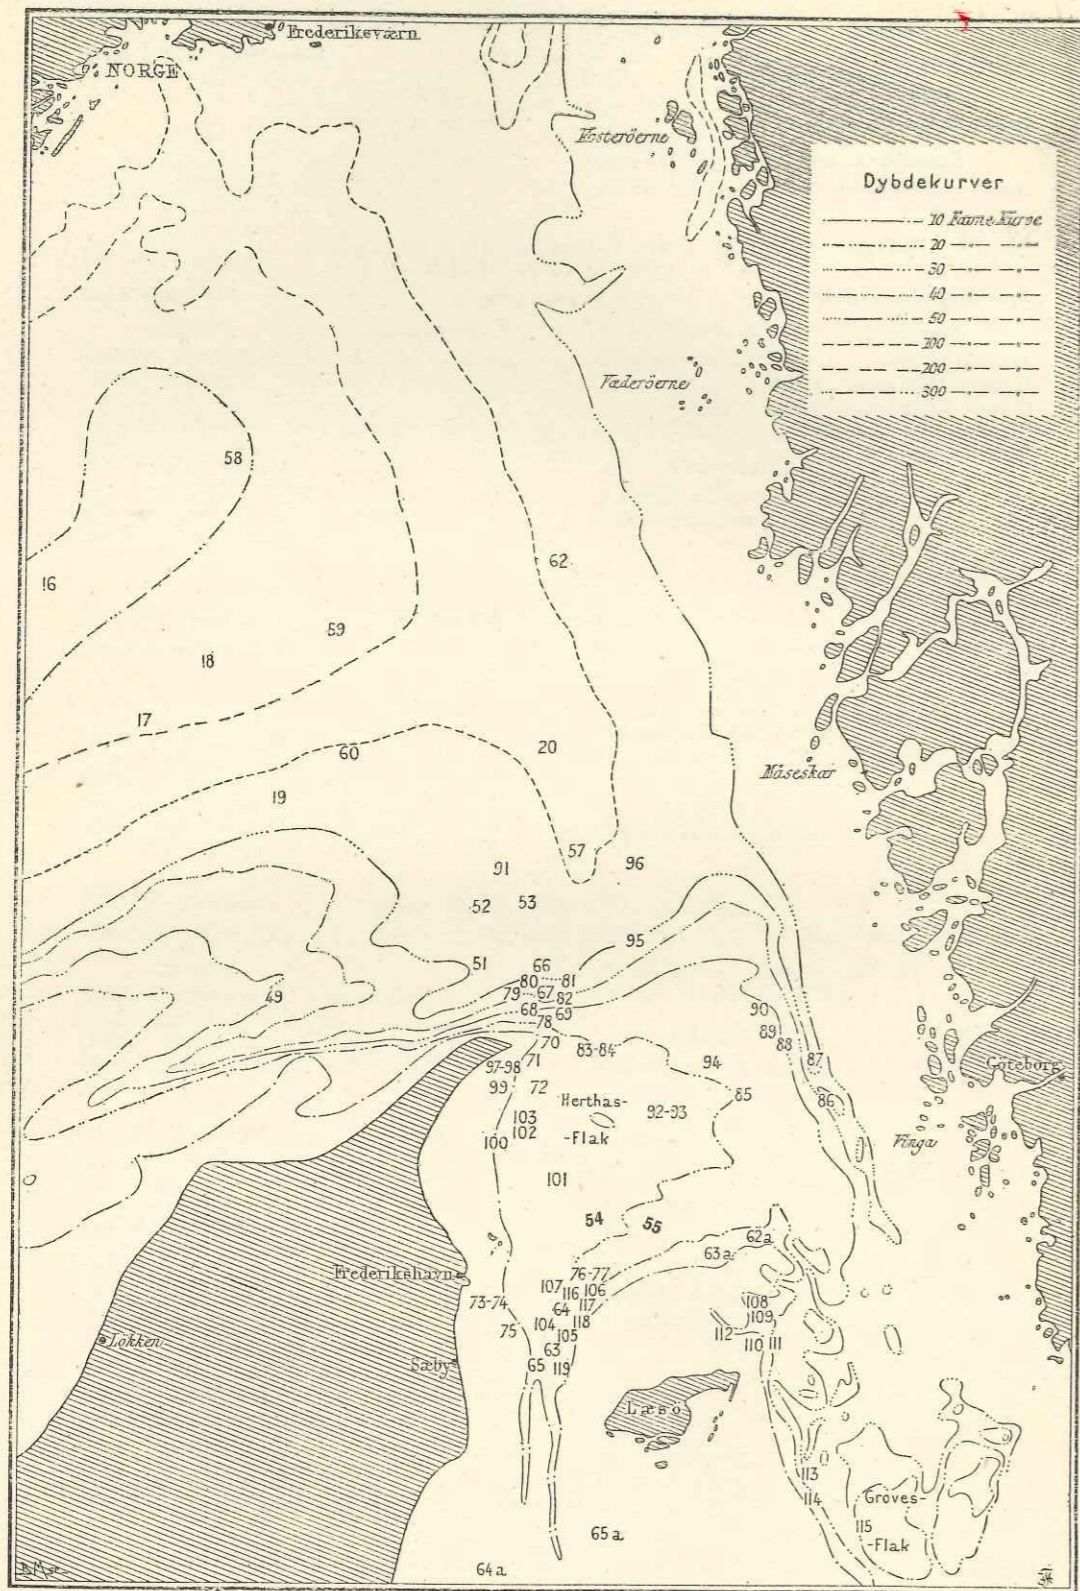 Frederikeværn
NORGE
Kosteröerne
Dybdekurver
10 Favne Kurve
20 — " — "
30 — " — "
40 — " — "
50 — " — "
100 — " — "
200 — " — "
300 — " — "
Fæderöerne
58
62
16
59
18
17
60
20
Måseskar
19
57
96
91
52
53
95
51
66
80
81
79
67
82
49
68
69
90
78
89
70
83-84
88
71
94
87
97-98
Göteborg
99
72
Herthas-
85
86
92-93
103
102
-Flak
100
Vinga
101
54
55
62a
63a
Frederikshavn
76-77
107
116
106
73-74
64
117
108
109
104
118
75
105
112
Lökken
63
110
111
Sæby
65
119
Læsö
113
114
Groves-
115
-Flak
65a
64a